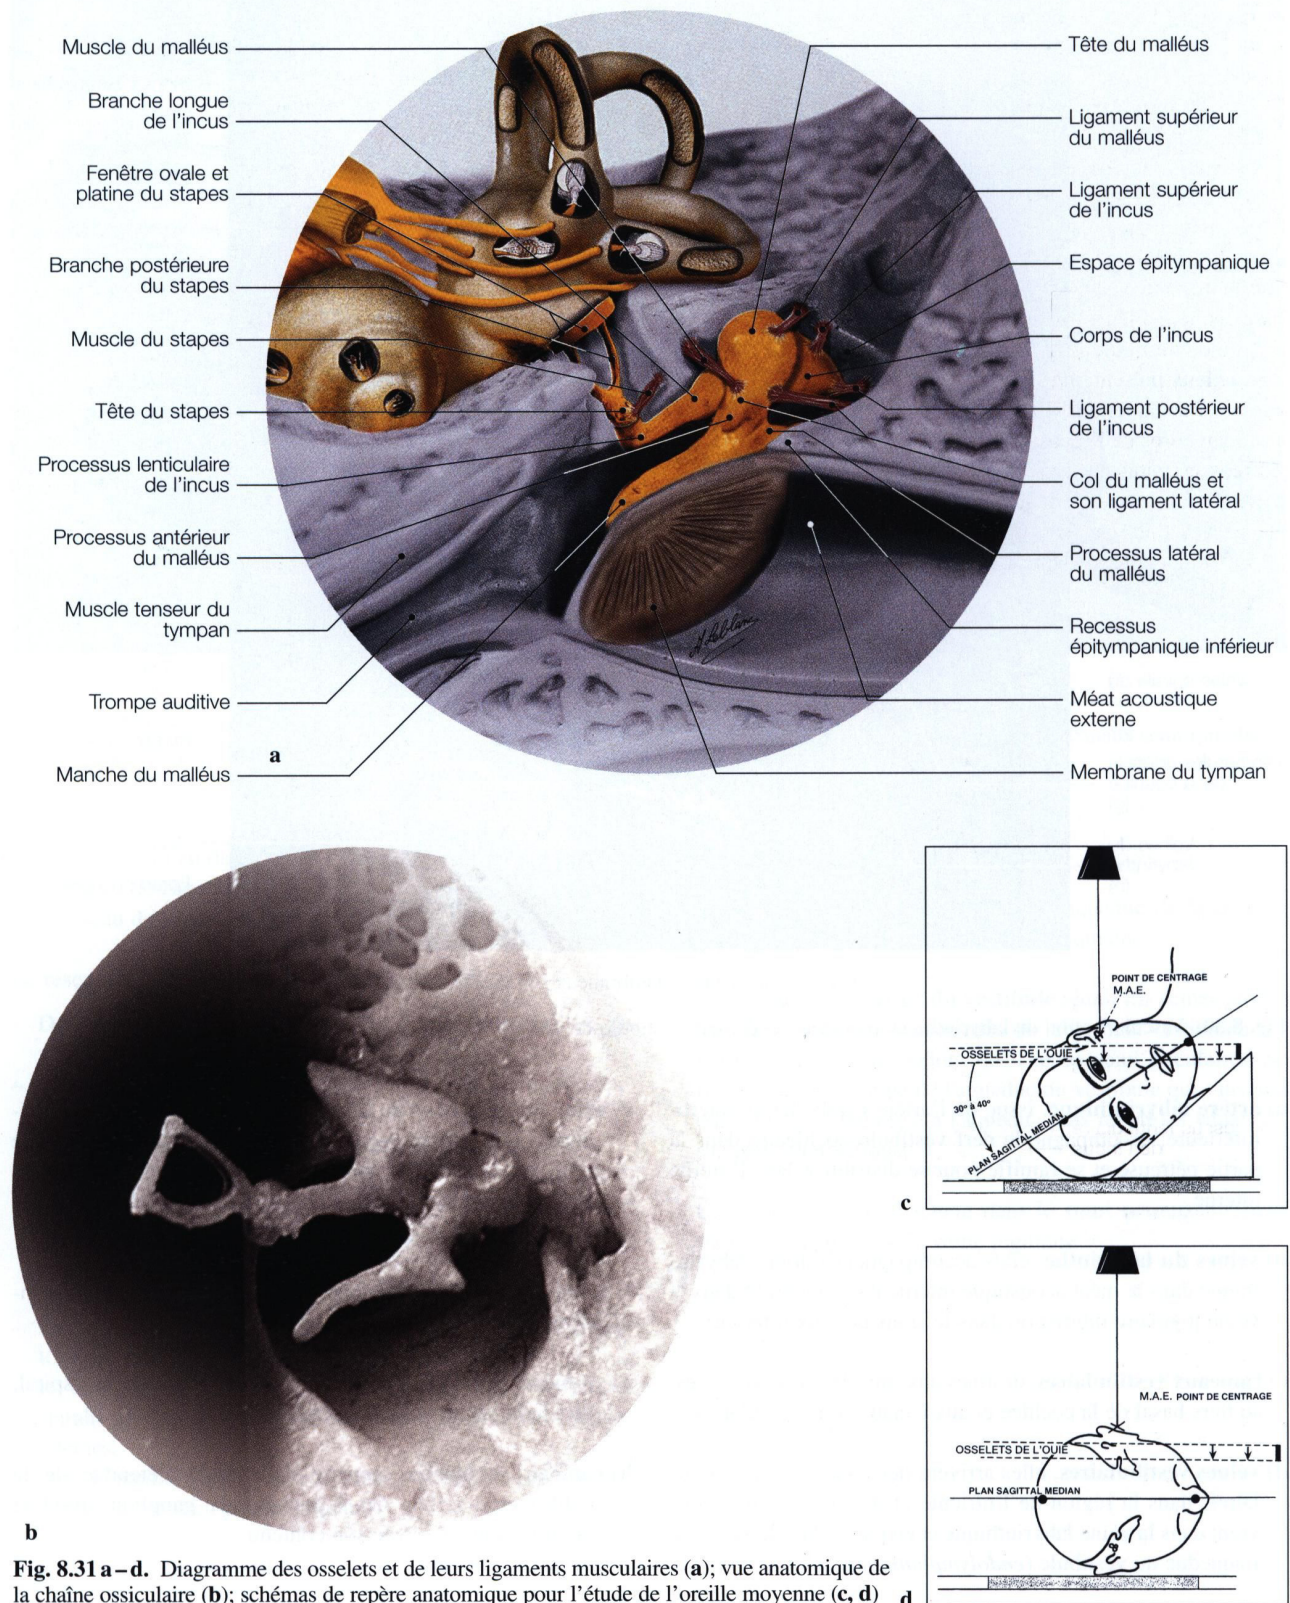 Muscle du malléus
Branche longue
de l'incus
Fenêtre ovale et
platine du stapes
Branche postérieure
du stapes
Muscle du stapes
Tête du stapes
Processus lenticulaire
de l'incus
Processus antérieur
du malléus
Muscle tenseur du
tympan
Trompe auditive
Manche du malléus
Tête du malléus
Ligament supérieur
du malléus
Ligament supérieur
de l'incus
Espace épitympanique
Corps de l'incus
Ligament postérieur
de l'incus
Col du malléus et
son ligament latéral
Processus latéral
du malléus
Recessus
épitympanique inférieur
Méat acoustique
externe
Membrane du tympan
A. Leblanc
a
b
POINT DE CENTRAGE
M.A.E.
OSSELETS DE L'OUIE
30° à 40°
PLAN SAGITTAL MEDIAN
c
M.A.E. POINT DE CENTRAGE
OSSELETS DE L'OUIE
PLAN SAGITTAL MEDIAN
d
Fig. 8.31 a–d. Diagramme des osselets et de leurs ligaments musculaires (a); vue anatomique de
la chaîne ossiculaire (b); schémas de repère anatomique pour l'étude de l'oreille moyenne (c, d)